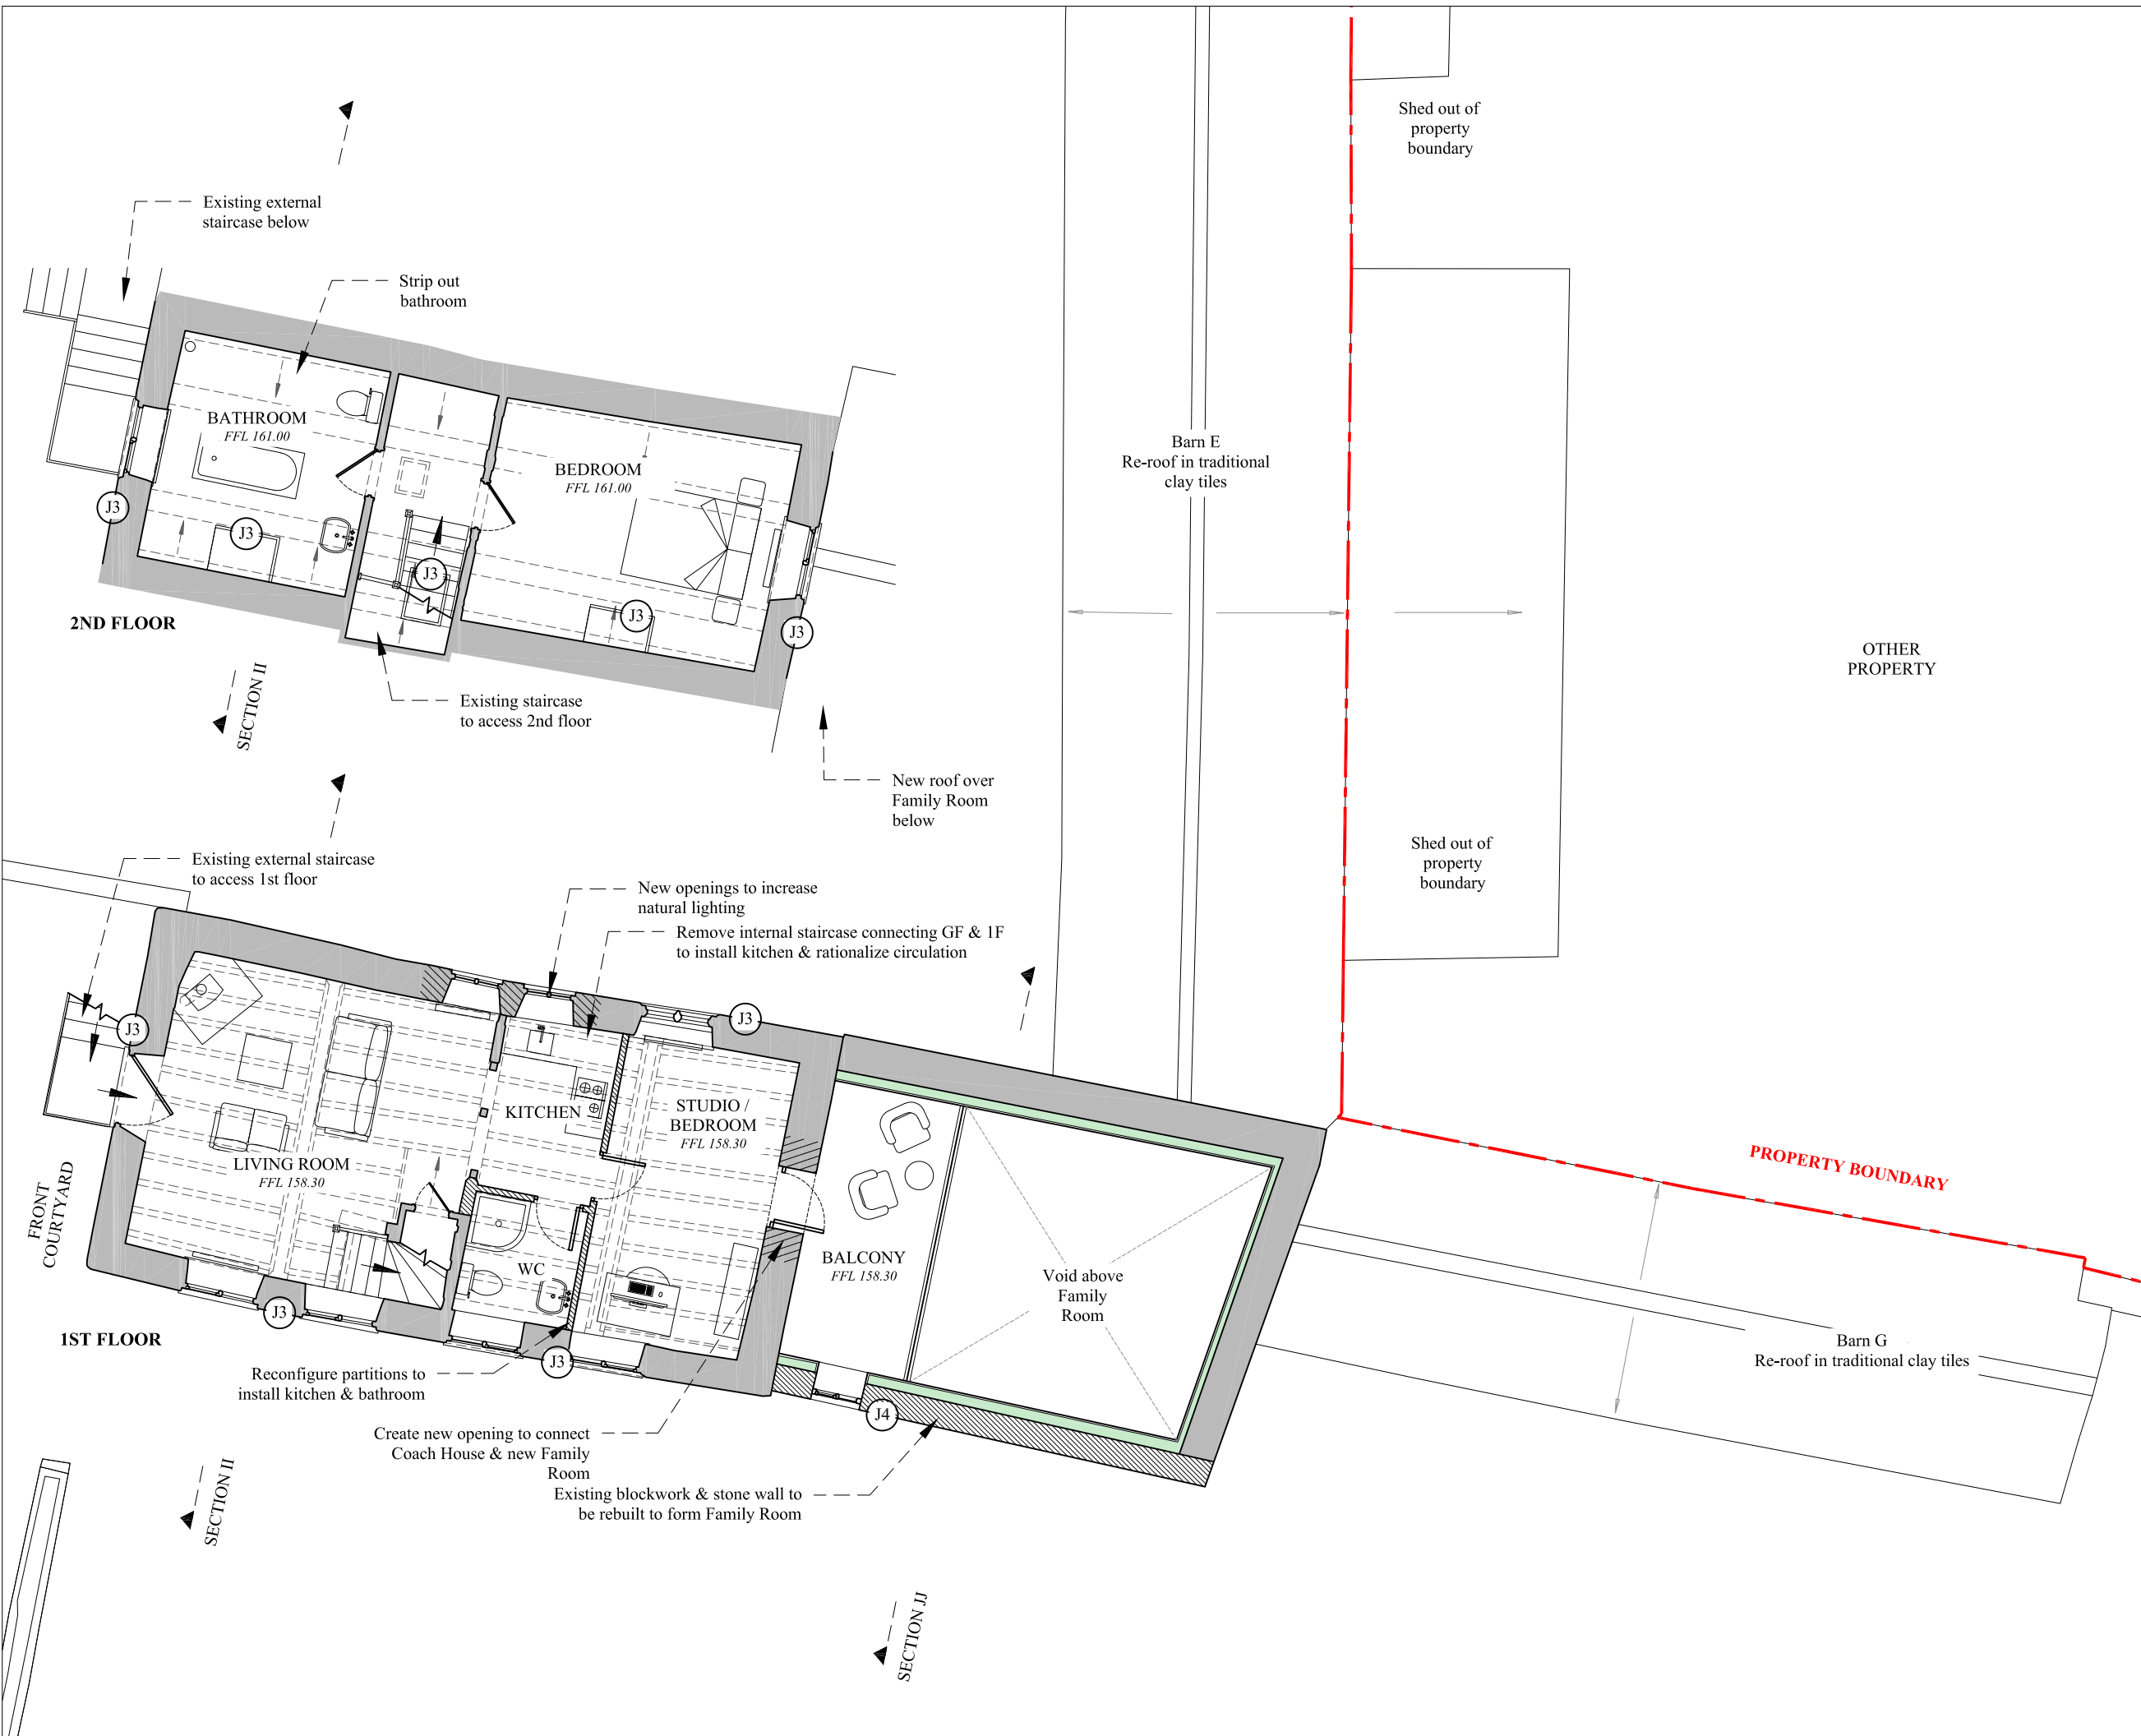 Shed out of
property
boundary
Existing external
staircase below
Strip out
bathroom
BATHROOM
FFL 161.00
BEDROOM
FFL 161.00
Barn E
Re-roof in traditional
clay tiles
J3
J3
J3
J3
J3
2ND FLOOR
OTHER
PROPERTY
SECTION II
Existing staircase
to access 2nd floor
New roof over
Family Room
below
Shed out of
property
boundary
Existing external staircase
to access 1st floor
New openings to increase
natural lighting
Remove internal staircase connecting GF & 1F
to install kitchen & rationalize circulation
J3
J3
KITCHEN
STUDIO /
BEDROOM
FFL 158.30
LIVING ROOM
FFL 158.30
FRONT
COURTYARD
PROPERTY BOUNDARY
WC
BALCONY
FFL 158.30
Void above
Family
Room
J3
1ST FLOOR
J3
Barn G
Re-roof in traditional clay tiles
Reconfigure partitions to
install kitchen & bathroom
J4
Create new opening to connect
Coach House & new Family
Room
Existing blockwork & stone wall to
be rebuilt to form Family Room
SECTION II
SECTION JJ